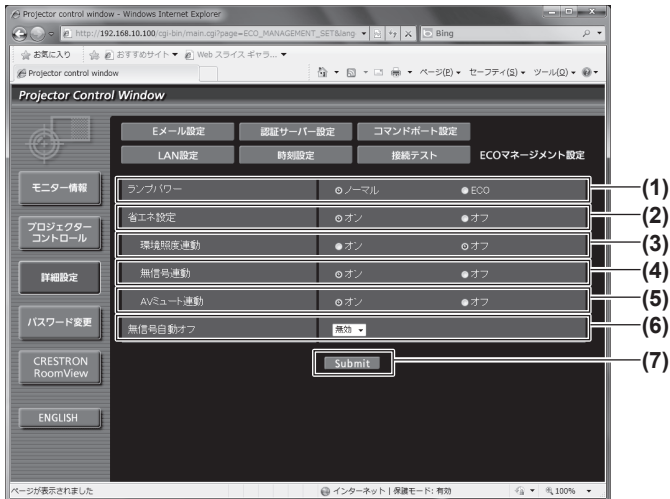 Projector control window - Windows Internet Explorer
http://192.168.10.100/cgi-bin/main.cgi?page=ECO_MANAGEMENT_SET&lang
Bing
お気に入り おすすめサイト Web スライス ギャラ...
Projector control window
ページ(P) セーフティ(S) ツール(O)
Projector Control Window
Eメール設定 認証サーバー設定 コマンドポート設定
LAN設定 時刻設定 接続テスト ECOマネージメント設定
モニター情報
プロジェクター
コントロール
詳細設定
パスワード変更
CRESTRON
RoomView
ENGLISH
ランプパワー ノーマル ECO (1)
省エネ設定 オン オフ (2)
環境照度連動 オン オフ (3)
無信号連動 オン オフ (4)
AVミュート連動 オン オフ (5)
無信号自動オフ 無効 (6)
Submit (7)
ページが表示されました インターネット | 保護モード: 有効 100%